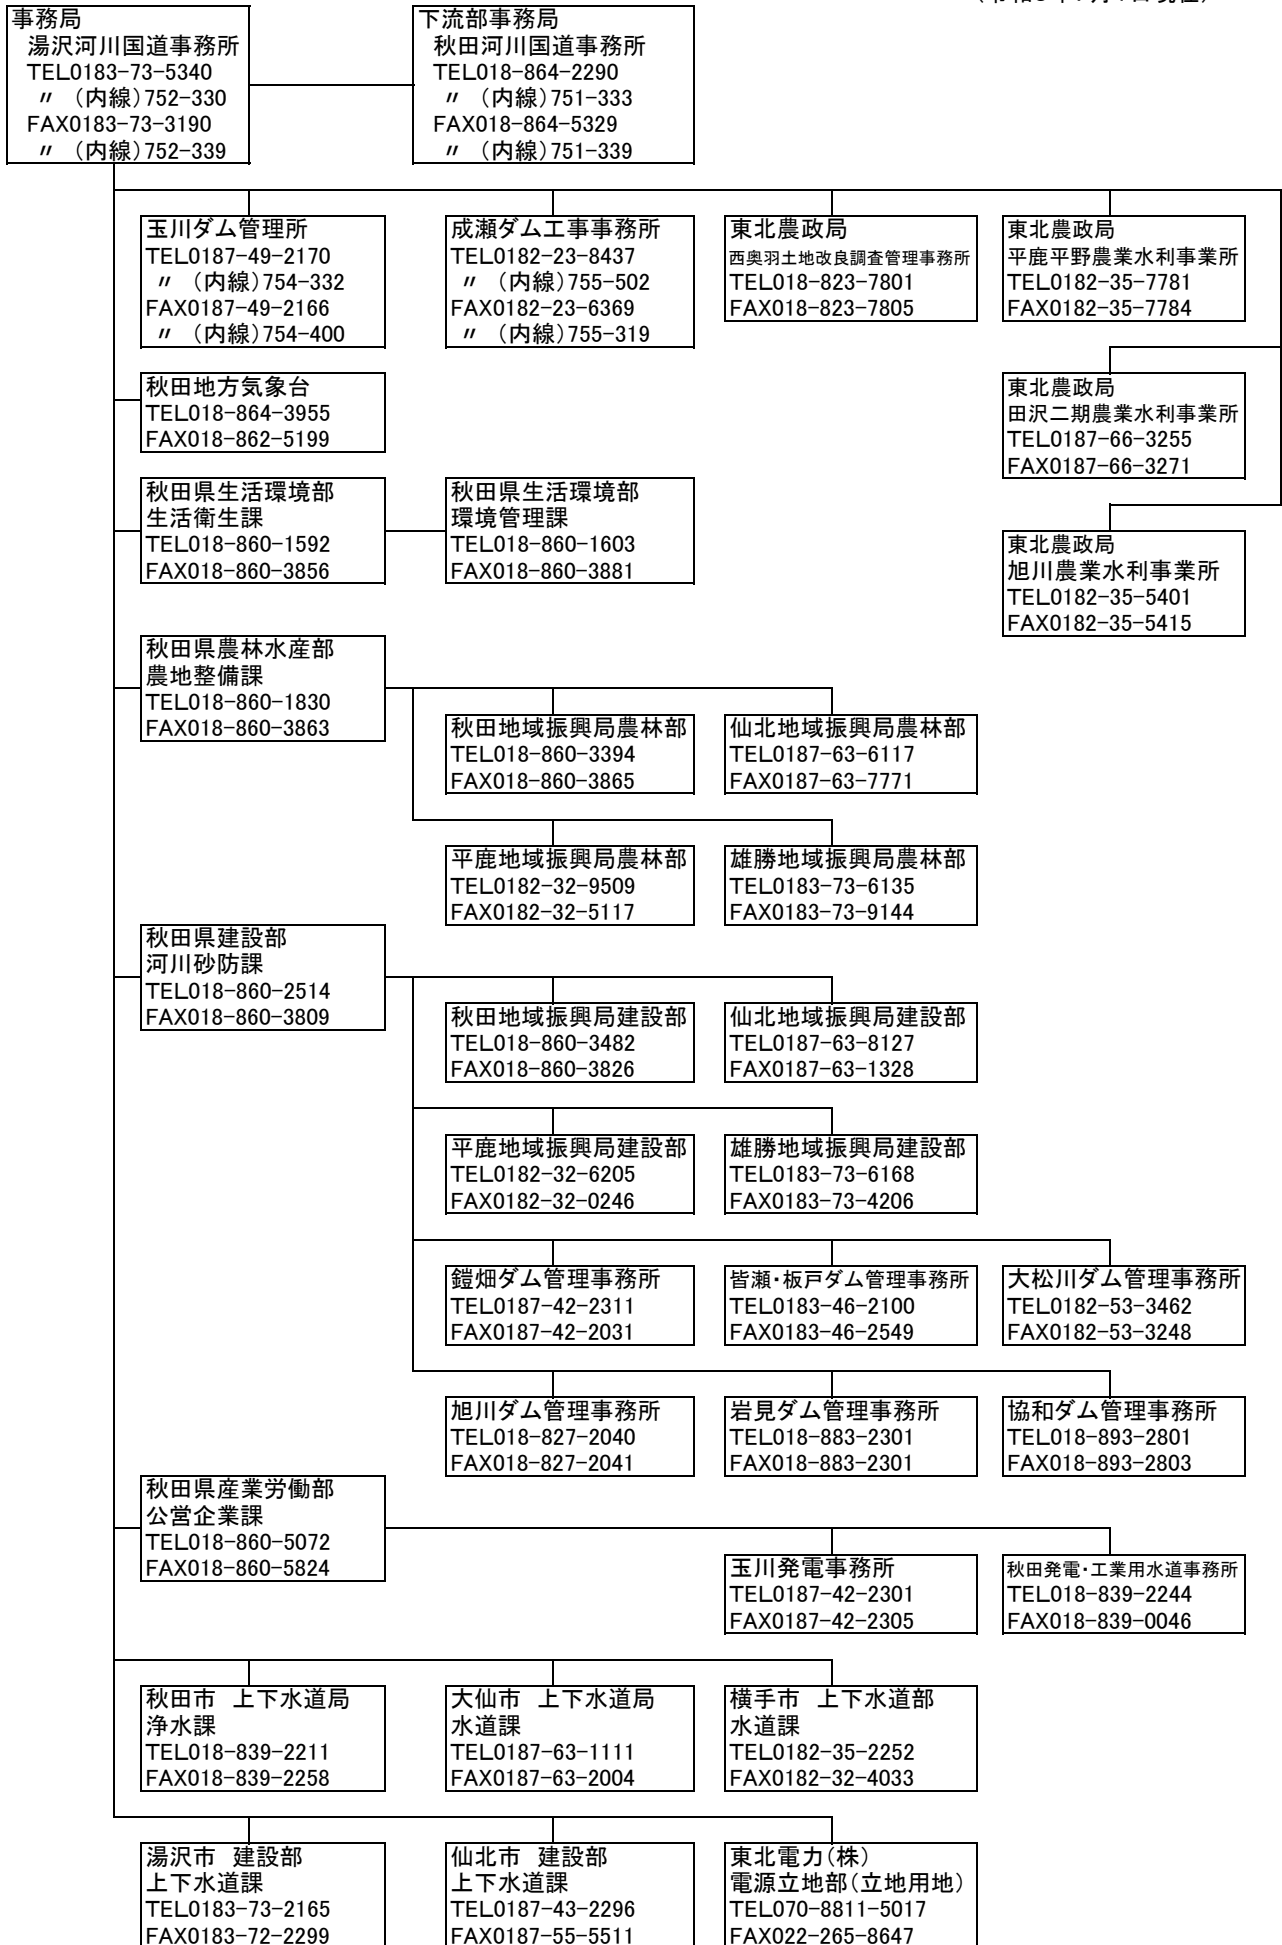 事務局
湯沢河川国道事務所
TEL0183-73-5340
〃 (内線)752-330
FAX0183-73-3190
〃 (内線)752-339
下流部事務局
秋田河川国道事務所
TEL018-864-2290
〃 (内線)751-333
FAX018-864-5329
〃 (内線)751-339
玉川ダム管理所
TEL0187-49-2170
〃 (内線)754-332
FAX0187-49-2166
〃 (内線)754-400
成瀬ダム工事事務所
TEL0182-23-8437
〃 (内線)755-502
FAX0182-23-6369
〃 (内線)755-319
東北農政局
西奥羽土地改良調査管理事務所
TEL018-823-7801
FAX018-823-7805
東北農政局
平鹿平野農業水利事業所
TEL0182-35-7781
FAX0182-35-7784
秋田地方気象台
TEL018-864-3955
FAX018-862-5199
東北農政局
田沢二期農業水利事業所
TEL0187-66-3255
FAX0187-66-3271
秋田県生活環境部
生活衛生課
TEL018-860-1592
FAX018-860-3856
秋田県生活環境部
環境管理課
TEL018-860-1603
FAX018-860-3881
東北農政局
旭川農業水利事業所
TEL0182-35-5401
FAX0182-35-5415
秋田県農林水産部
農地整備課
TEL018-860-1830
FAX018-860-3863
秋田地域振興局農林部
TEL018-860-3394
FAX018-860-3865
仙北地域振興局農林部
TEL0187-63-6117
FAX0187-63-7771
平鹿地域振興局農林部
TEL0182-32-9509
FAX0182-32-5117
雄勝地域振興局農林部
TEL0183-73-6135
FAX0183-73-9144
秋田県建設部
河川砂防課
TEL018-860-2514
FAX018-860-3809
秋田地域振興局建設部
TEL018-860-3482
FAX018-860-3826
仙北地域振興局建設部
TEL0187-63-8127
FAX0187-63-1328
平鹿地域振興局建設部
TEL0182-32-6205
FAX0182-32-0246
雄勝地域振興局建設部
TEL0183-73-6168
FAX0183-73-4206
鎧畑ダム管理事務所
TEL0187-42-2311
FAX0187-42-2031
皆瀬・板戸ダム管理事務所
TEL0183-46-2100
FAX0183-46-2549
大松川ダム管理事務所
TEL0182-53-3462
FAX0182-53-3248
旭川ダム管理事務所
TEL018-827-2040
FAX018-827-2041
岩見ダム管理事務所
TEL018-883-2301
FAX018-883-2301
協和ダム管理事務所
TEL018-893-2801
FAX018-893-2803
秋田県産業労働部
公営企業課
TEL018-860-5072
FAX018-860-5824
玉川発電事務所
TEL0187-42-2301
FAX0187-42-2305
秋田発電・工業用水道事務所
TEL018-839-2244
FAX018-839-0046
秋田市 上下水道局
浄水課
TEL018-839-2211
FAX018-839-2258
大仙市 上下水道局
水道課
TEL0187-63-1111
FAX0187-63-2004
横手市 上下水道部
水道課
TEL0182-35-2252
FAX0182-32-4033
湯沢市 建設部
上下水道課
TEL0183-73-2165
FAX0183-72-2299
仙北市 建設部
上下水道課
TEL0187-43-2296
FAX0187-55-5511
東北電力(株)
電源立地部(立地用地)
TEL070-8811-5017
FAX022-265-8647